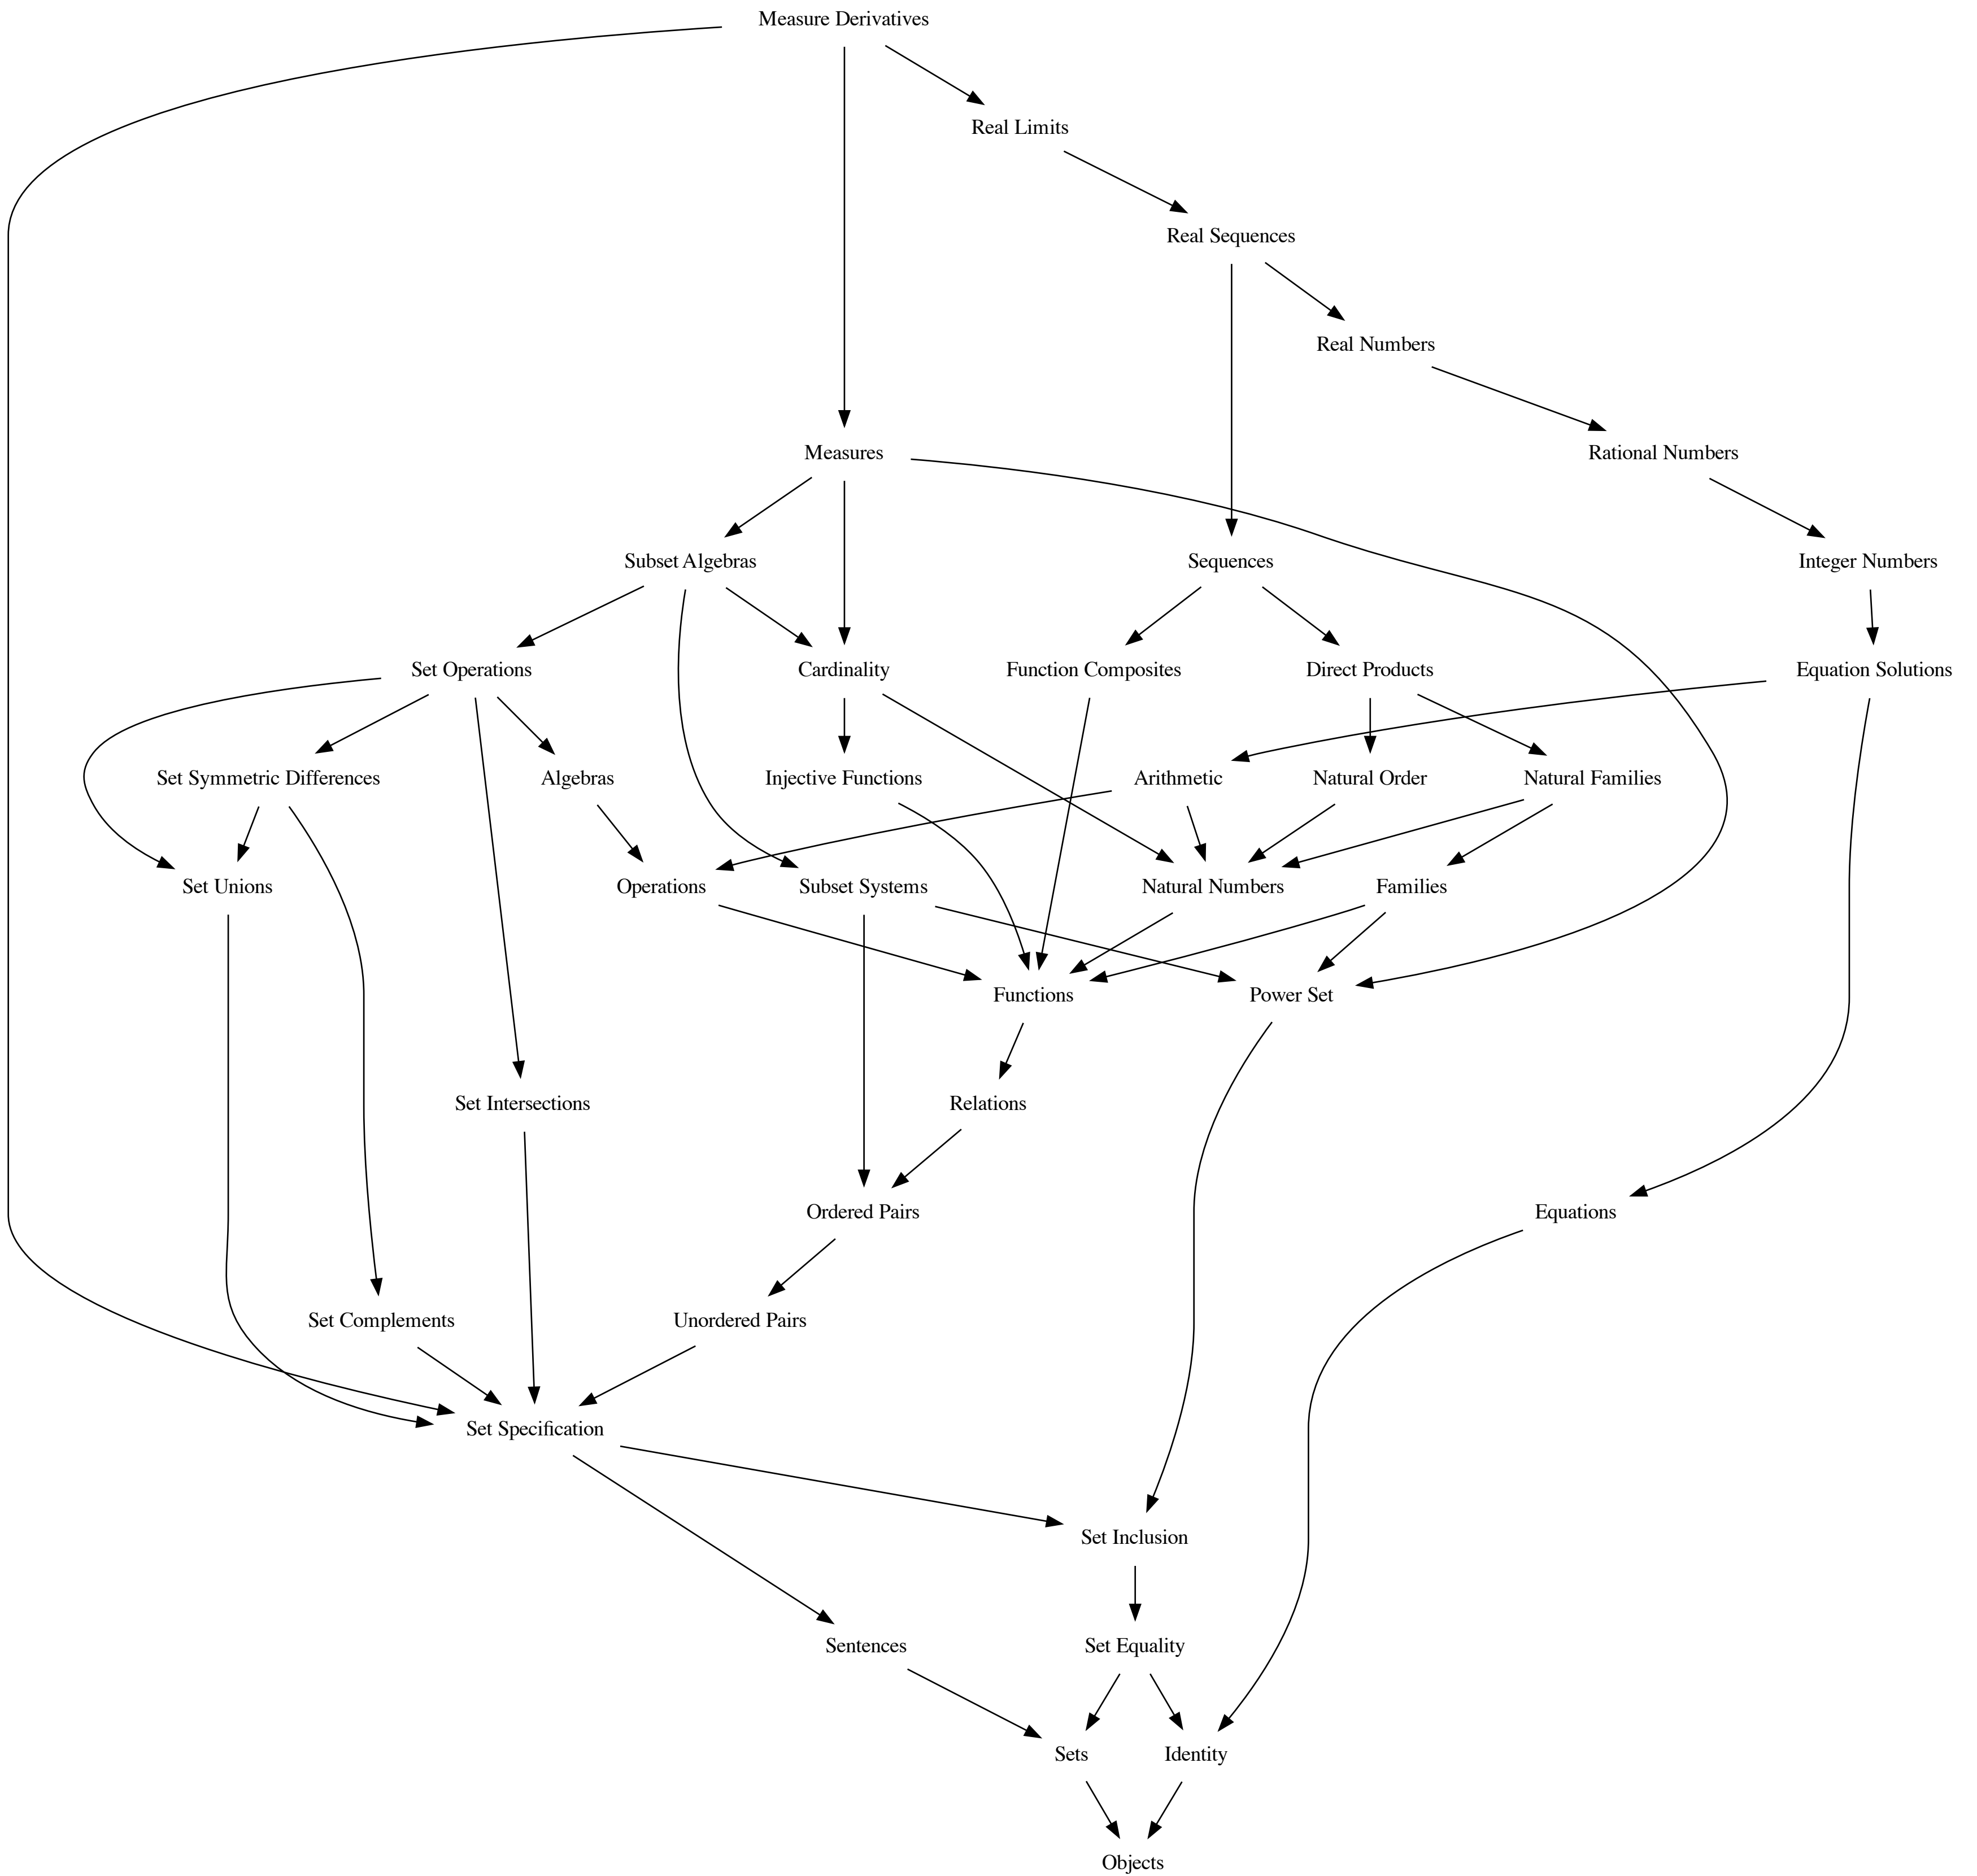 Measure Derivatives
Real Limits
Real Sequences
Real Numbers
Measures
Rational Numbers
Subset Algebras
Sequences
Integer Numbers
Set Operations
Cardinality
Function Composites
Direct Products
Equation Solutions
Set Symmetric Differences
Algebras
Injective Functions
Arithmetic
Natural Order
Natural Families
Set Unions
Operations
Subset Systems
Natural Numbers
Families
Functions
Power Set
Set Intersections
Relations
Ordered Pairs
Equations
Set Complements
Unordered Pairs
Set Specification
Set Inclusion
Sentences
Set Equality
Sets
Identity
Objects